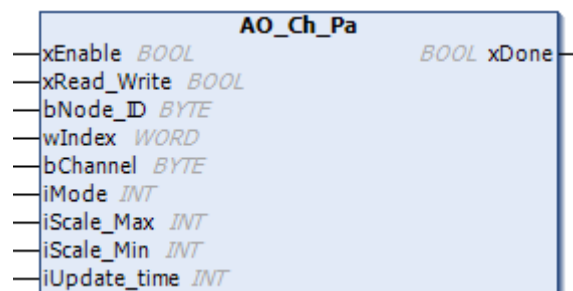 AO_Ch_Pa
xEnable BOOL BOOL xDone
xRead_Write BOOL
bNode_ID BYTE
wIndex WORD
bChannel BYTE
iMode INT
iScale_Max INT
iScale_Min INT
iUpdate_time INT